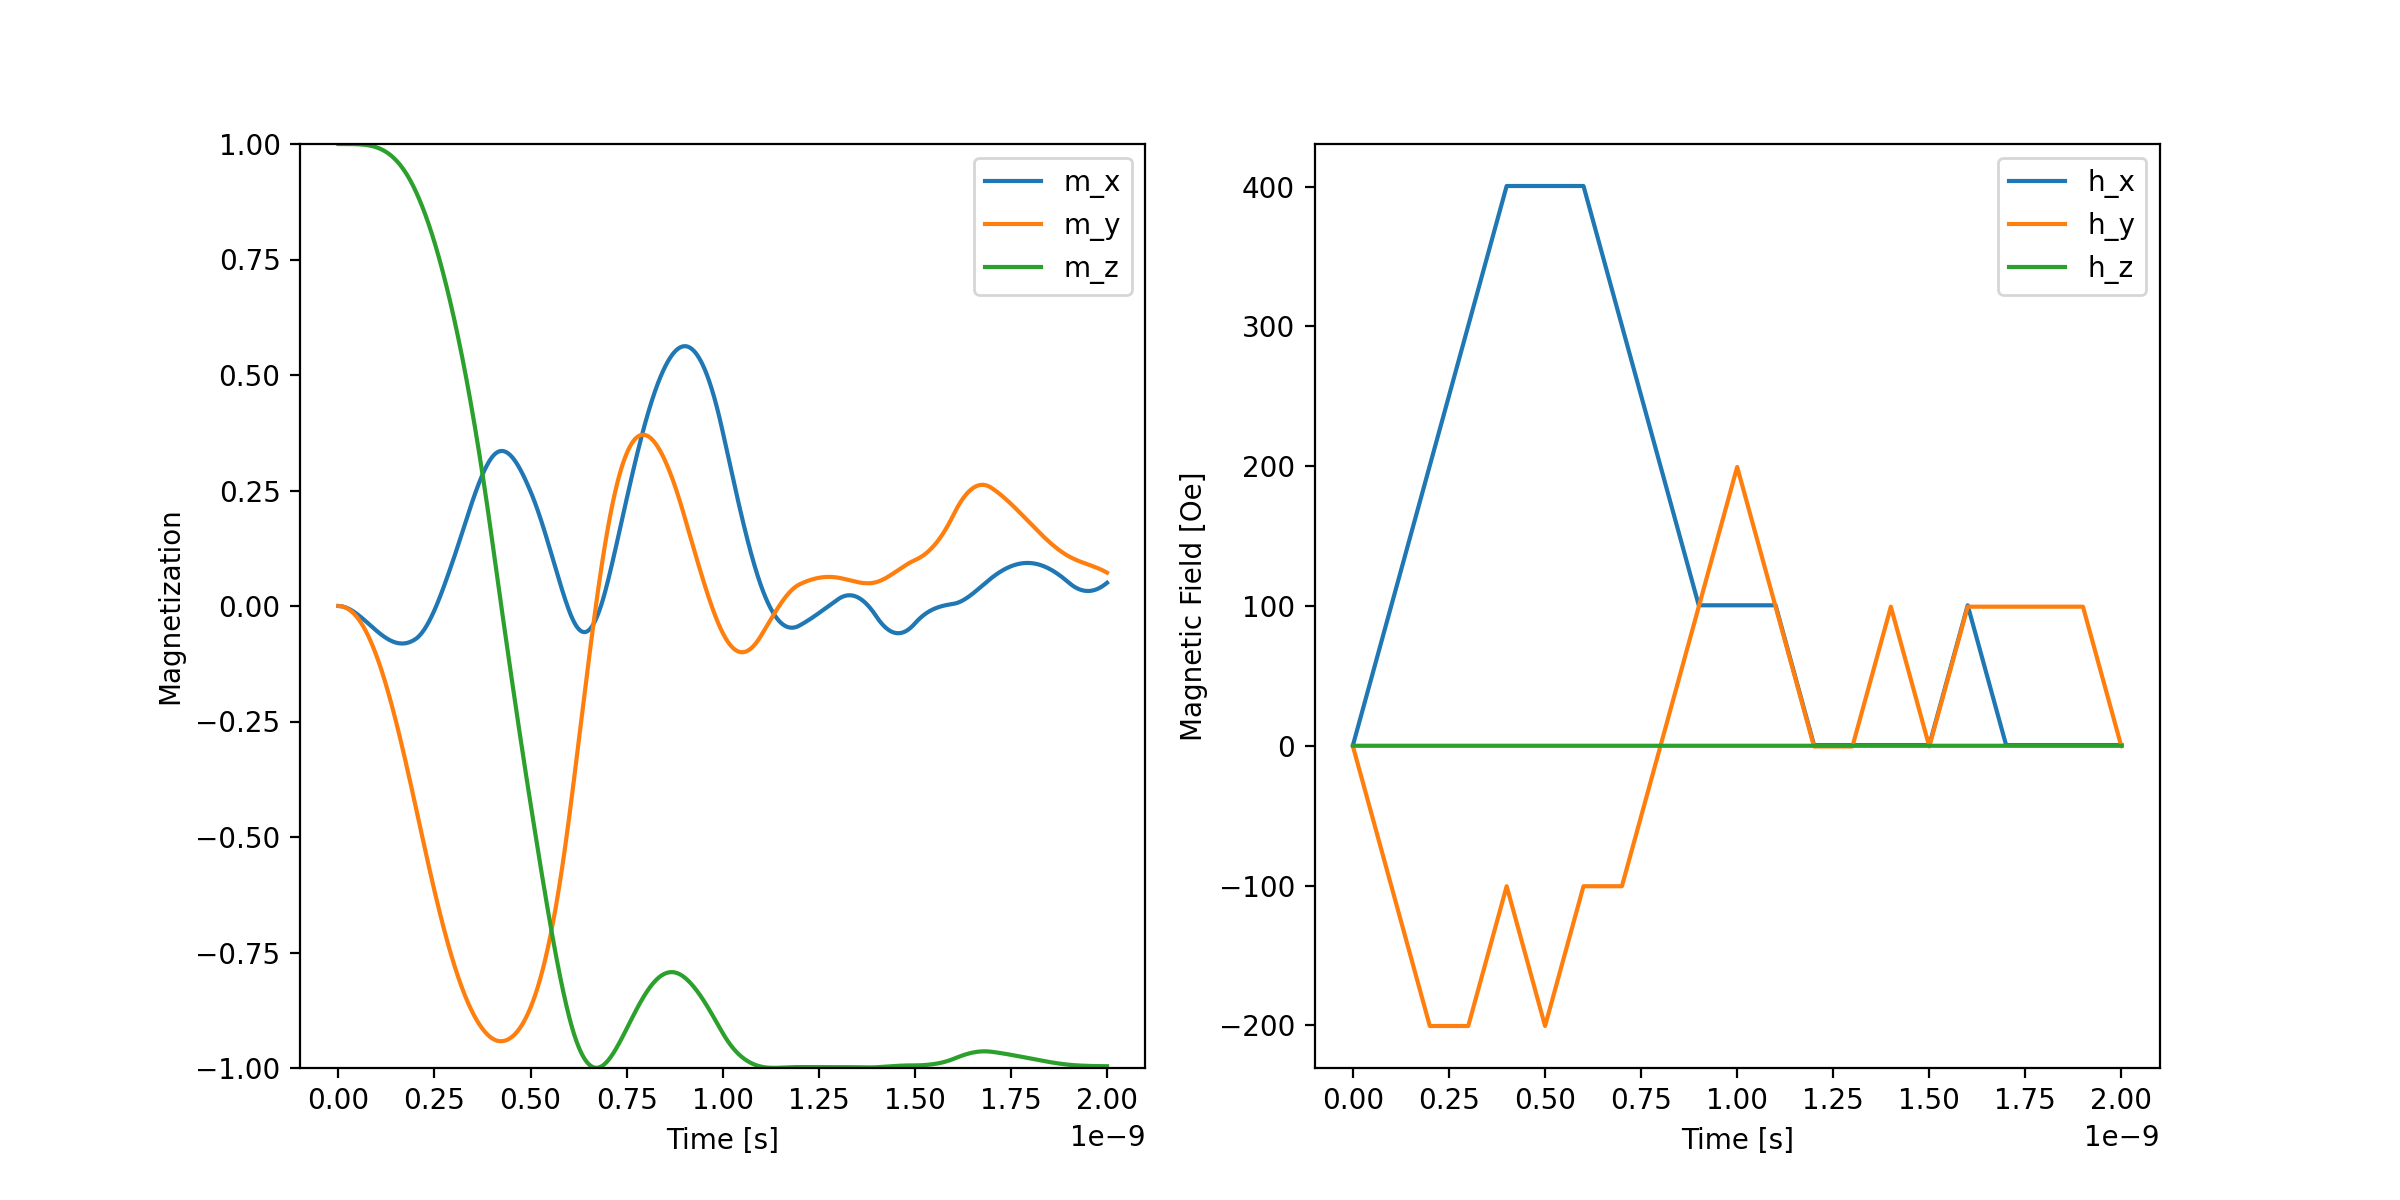 1.00
0.75
0.50
0.25
0.00
−0.25
−0.50
−0.75
−1.00
Magnetization
0.00 0.25 0.50 0.75 1.00 1.25 1.50 1.75 2.00
Time [s]
1e−9
m_x
m_y
m_z
400
300
200
100
0
−100
−200
Magnetic Field [Oe]
0.00 0.25 0.50 0.75 1.00 1.25 1.50 1.75 2.00
Time [s]
1e−9
h_x
h_y
h_z